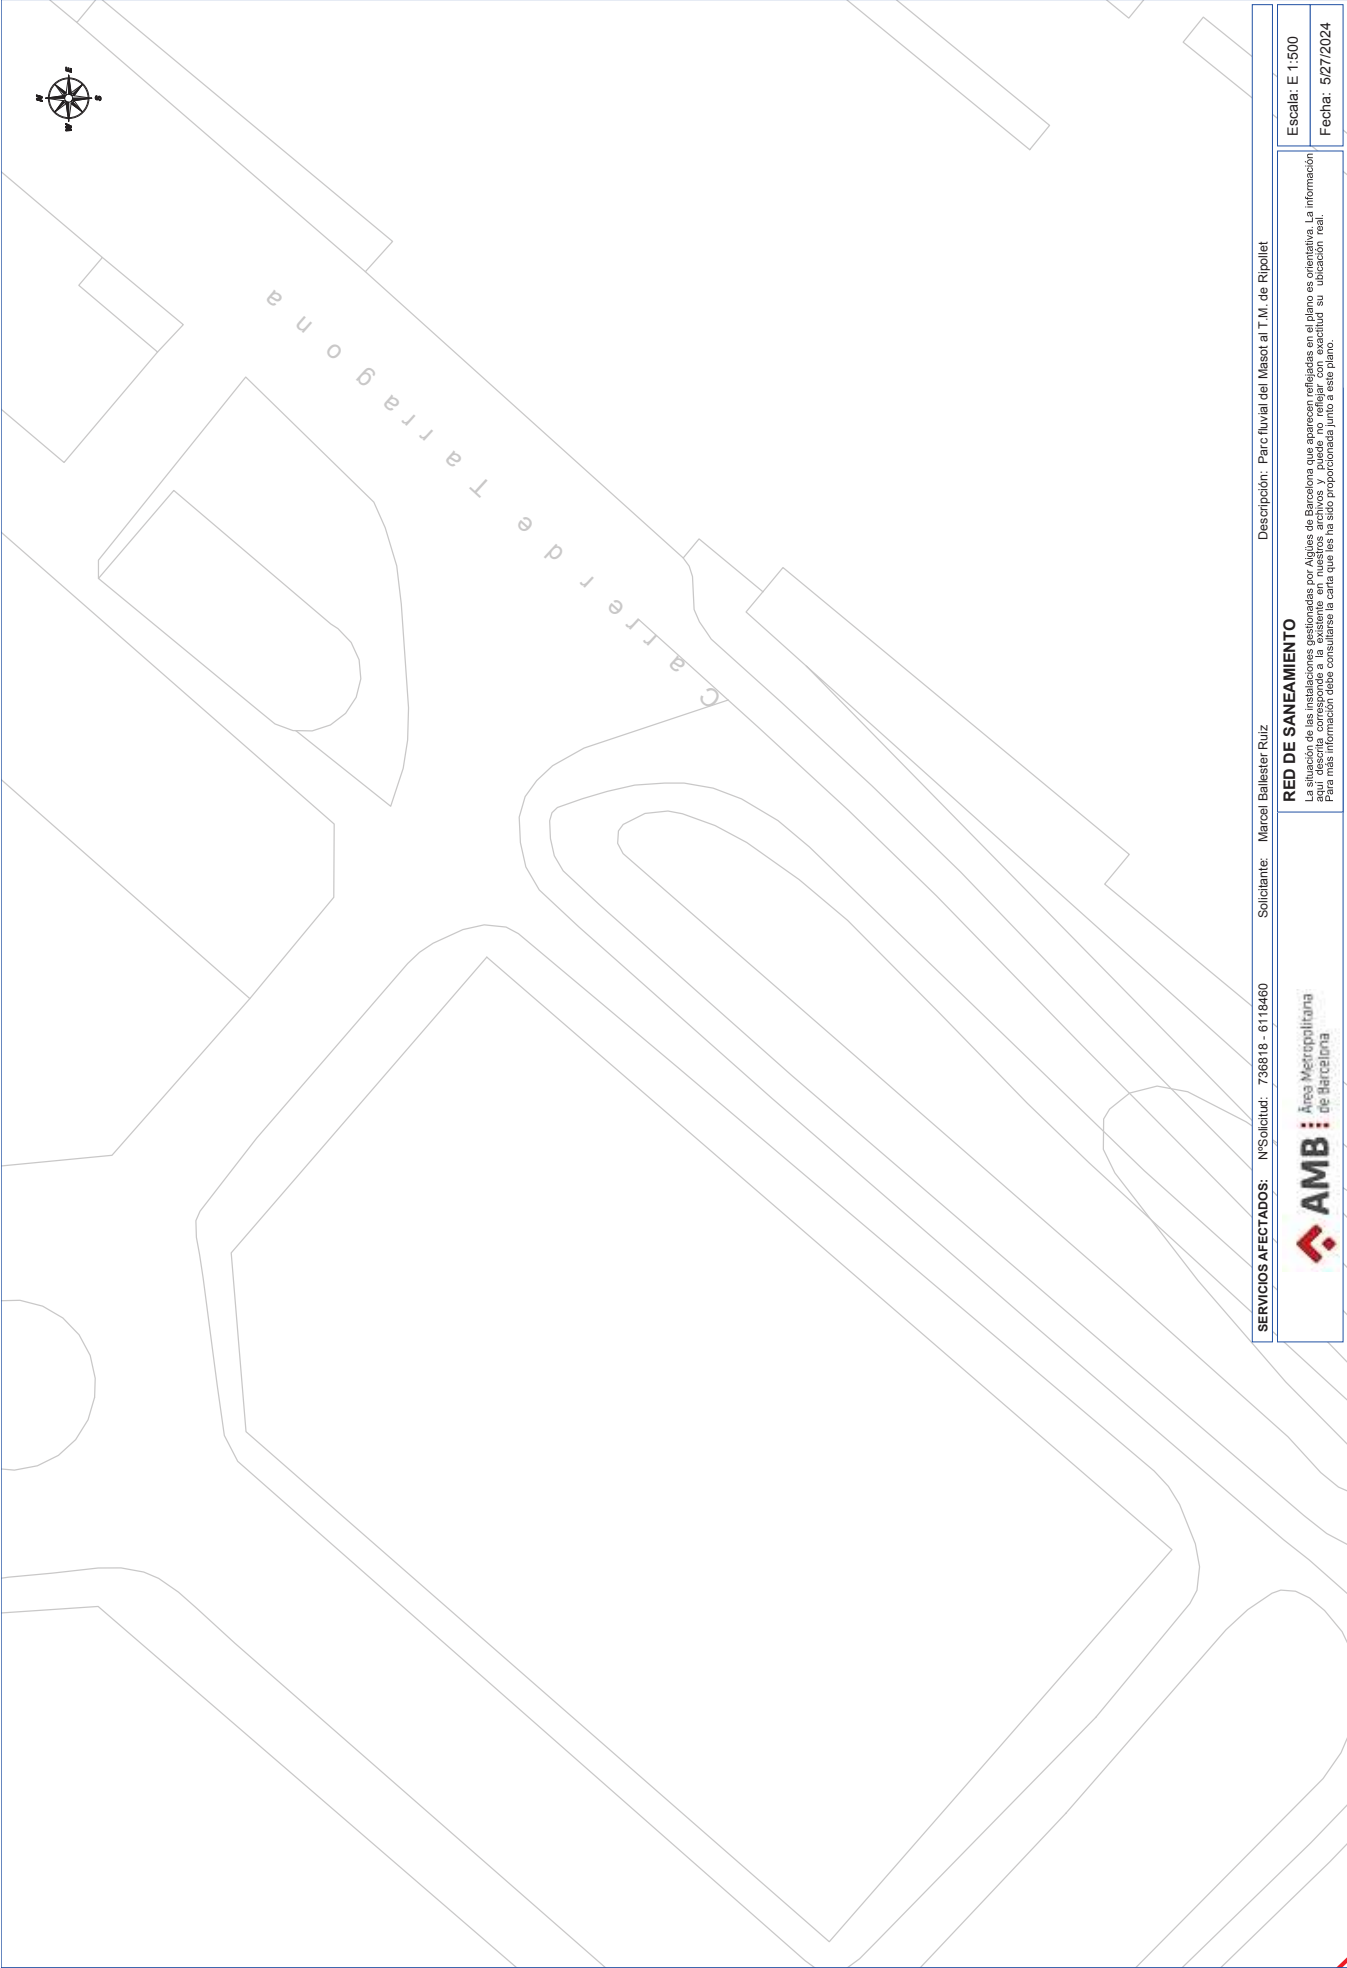 N
E
S
W
Carrer de Tarragona
SERVICIOS AFECTADOS: NºSolicitud: 736818 - 6118460 Solicitante: Marcel Ballester Ruiz Descripción: Parc fluvial del Masot al T.M. de Ripollet
AMB Àrea Metropolitana
de Barcelona
RED DE SANEAMIENTO
La situación de las instalaciones gestionadas por Aigües de Barcelona que aparecen reflejadas en el plano es orientativa. La información
aquí descrita corresponde a la existente en nuestros archivos y puede no reflejar con exactitud su ubicación real.
Para más información debe consultarse la carta que les ha sido proporcionada junto a este plano.
Escala: E 1:500
Fecha: 5/27/2024